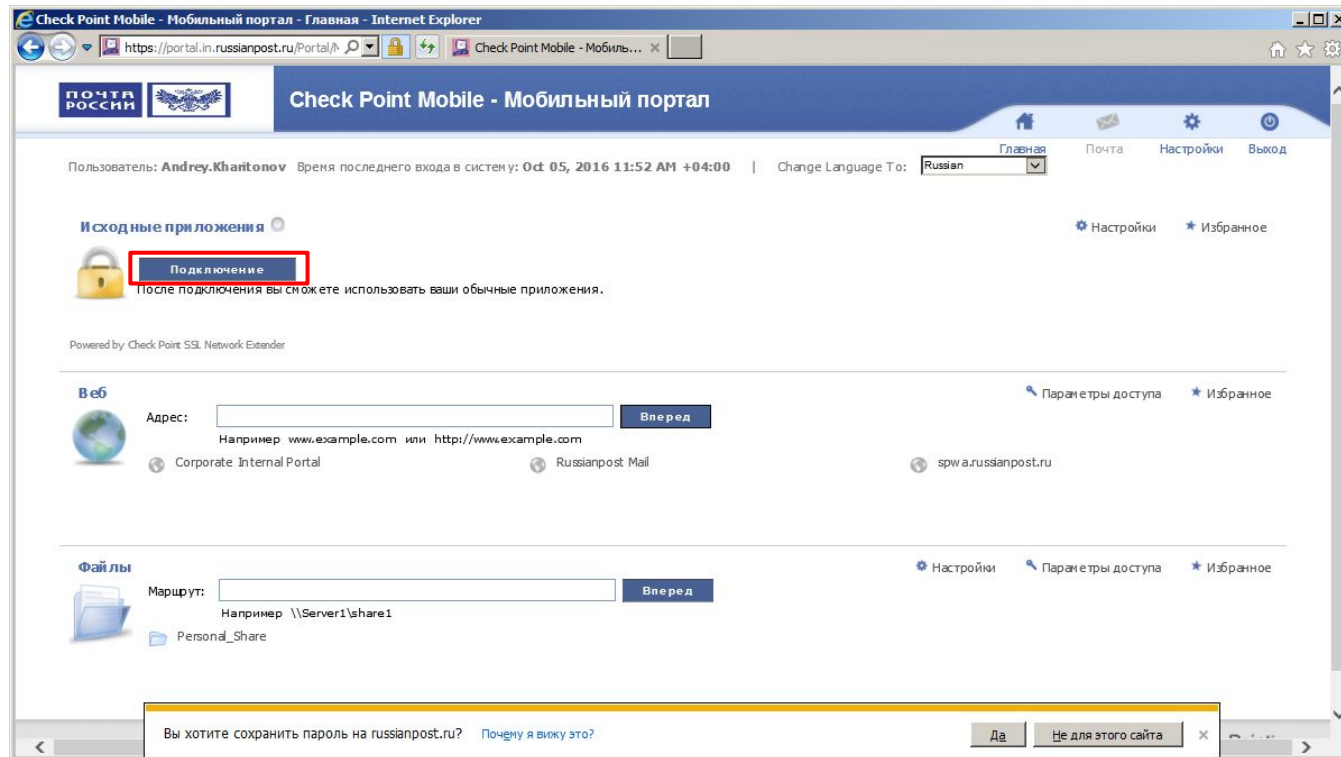 Check Point Mobile - Мобильный портал - Главная - Internet Explorer
https://portal.in.russianpost.ru/Portal/ Check Point Mobile - Мобиль...
ПОЧТА РОССИИ
Check Point Mobile - Мобильный портал
Главная Почта Настройки Выход
Пользователь: Andrey.Kharitonov Время последнего входа в систему: Oct 05, 2016 11:52 AM +04:00 | Change Language To: Russian
Исходные приложения Настройки Избранное
Подключение
После подключения вы сможете использовать ваши обычные приложения.
Powered by Check Point SSL Network Extender
Веб Параметры доступа Избранное
Адрес: Вперед
Например www.example.com или http://www.example.com
Corporate Internal Portal Russianpost Mail spwa.russianpost.ru
Файлы Настройки Параметры доступа Избранное
Маршрут: Вперед
Например \\Server1\share1
Personal_Share
Вы хотите сохранить пароль на russianpost.ru? Почему я вижу это? Да Не для этого сайта